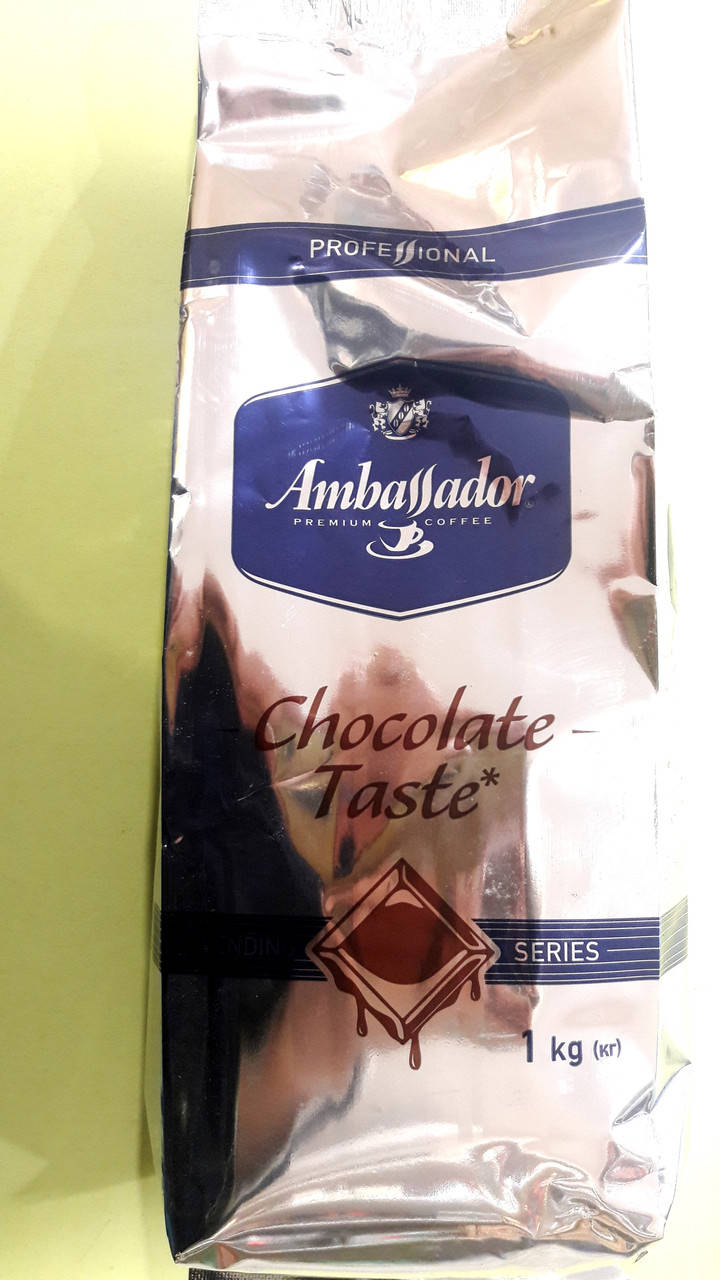 PROFESSIONAL
Ambassador
PREMIUM COFFEE
Chocolate
Taste*
SERIES
1 kg (кг)